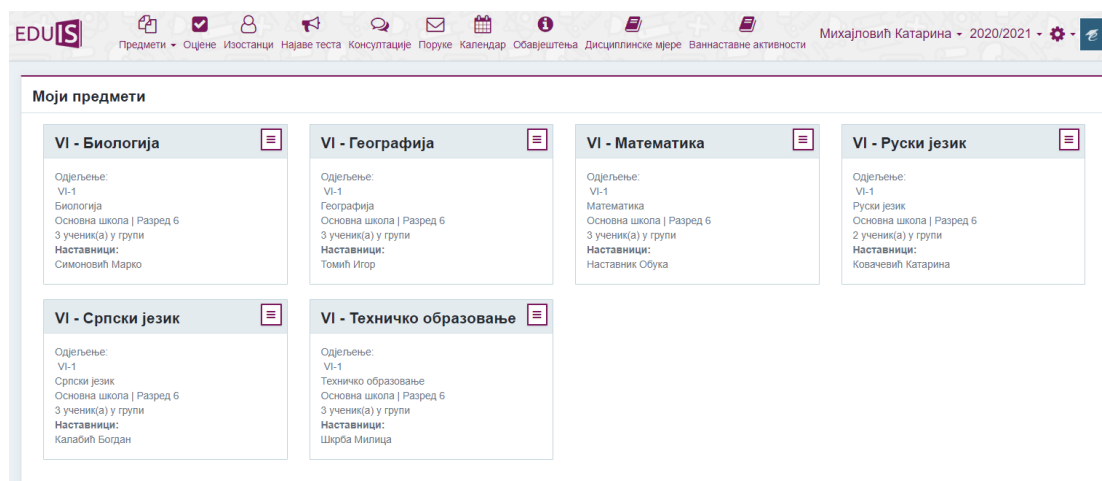 EDUIS
Предмети Оцјене Изостанци Најаве теста Консултације Поруке Календар Обавјештења Дисциплинске мјере Ваннаставне активности Михајловић Катарина 2020/2021
Моји предмети
VI - Биологија
Одјељење:
VI-1
Биологија
Основна школа | Разред 6
3 ученик(а) у групи
Наставници:
Симоновић Марко
VI - Географија
Одјељење:
VI-1
Географија
Основна школа | Разред 6
3 ученик(а) у групи
Наставници:
Томић Игор
VI - Математика
Одјељење:
VI-1
Математика
Основна школа | Разред 6
3 ученик(а) у групи
Наставници:
Наставник Обука
VI - Руски језик
Одјељење:
VI-1
Руски језик
Основна школа | Разред 6
2 ученик(а) у групи
Наставници:
Ковачевић Катарина
VI - Српски језик
Одјељење:
VI-1
Српски језик
Основна школа | Разред 6
3 ученик(а) у групи
Наставници:
Калабић Богдан
VI - Техничко образовање
Одјељење:
VI-1
Техничко образовање
Основна школа | Разред 6
3 ученик(а) у групи
Наставници:
Шкрба Милица